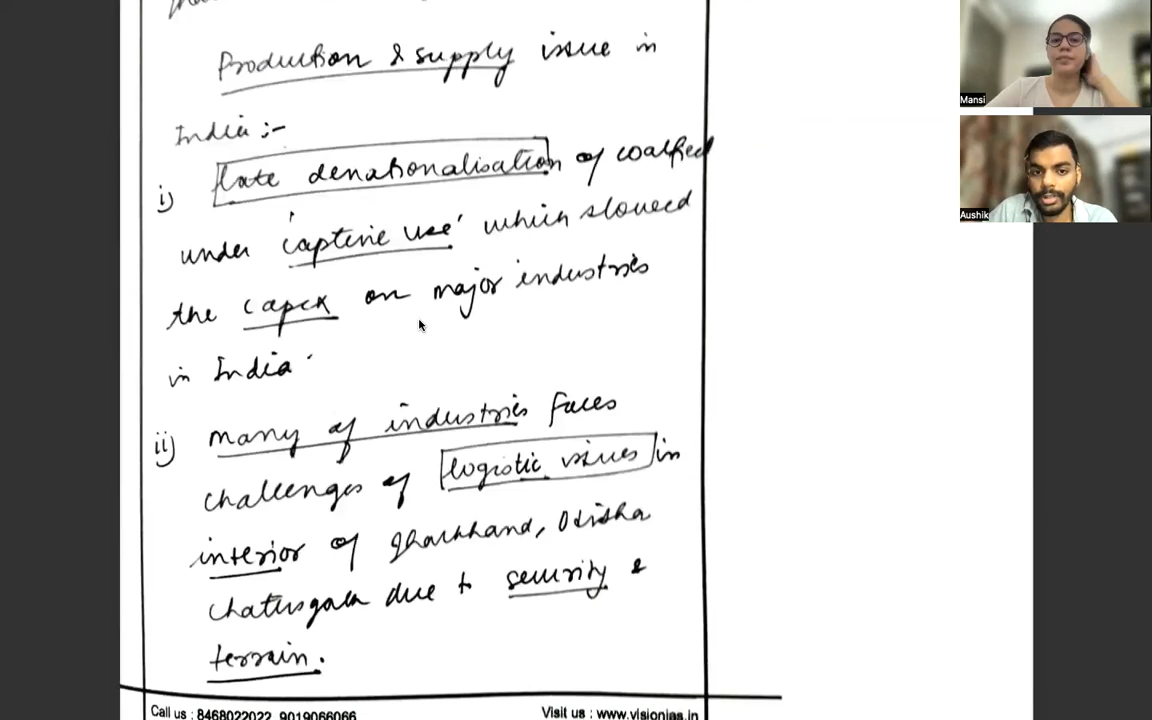 Production & supply issue in
India :-
i) late denationalisation of coalfied
under 'captive use' which slowed
the capex on major industries
in India.
ii) many of industries faces
challenges of logistic issues in
interior of Jharkhand, Odisha
due to security &
terrain.
Call us : 8468022022, 9019066066
Visit us : www.visionias.in
Mansi
Aushik